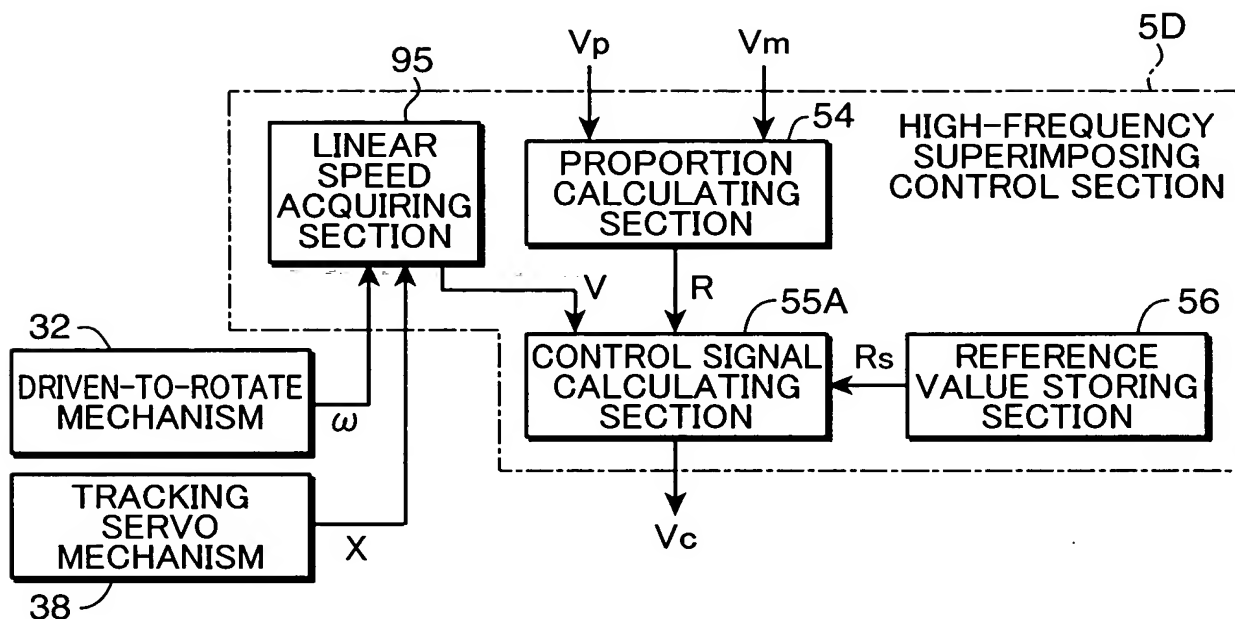 5D
Vp
Vm
95
LINEAR
SPEED
ACQUIRING
SECTION
54
PROPORTION
CALCULATING
SECTION
HIGH-FREQUENCY
SUPERIMPOSING
CONTROL SECTION
V
R
55A
56
32
DRIVEN-TO-ROTATE
MECHANISM
ω
CONTROL SIGNAL
CALCULATING
SECTION
Rs
REFERENCE
VALUE STORING
SECTION
TRACKING
SERVO
MECHANISM
X
Vc
38